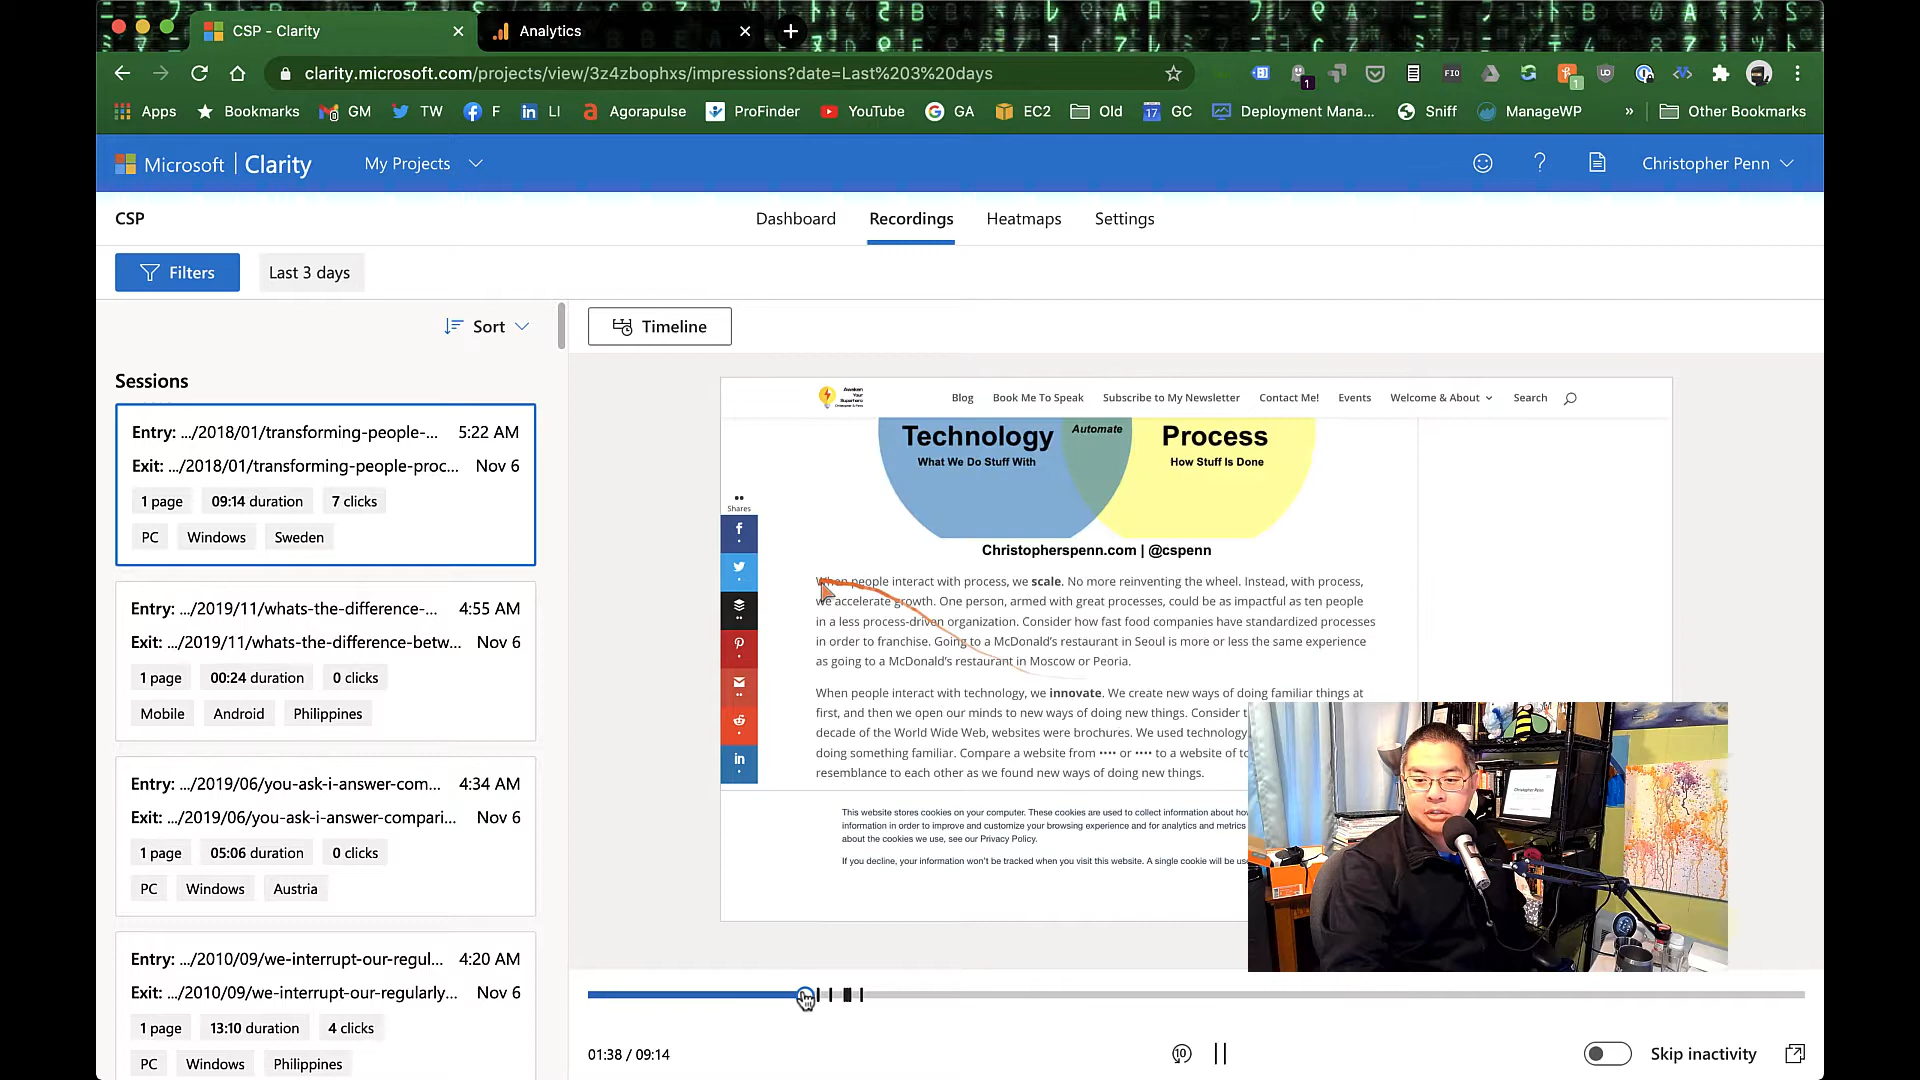 CSP - Clarity
Analytics
clarity.microsoft.com/projects/view/3z4zbophxs/impressions?date=Last%203%20days
1
FIO
1
Apps
Bookmarks
GM
TW
F
LI
Agorapulse
ProFinder
YouTube
GA
EC2
Old
17
GC
Deployment Mana...
Sniff
ManageWP
»
Other Bookmarks
Microsoft | Clarity
My Projects
?
Christopher Penn
CSP
Dashboard
Recordings
Heatmaps
Settings
Filters
Last 3 days
Sort
Timeline
Sessions
Entry: .../2018/01/transforming-people-... 5:22 AM
Exit: .../2018/01/transforming-people-proc... Nov 6
1 page 09:14 duration 7 clicks
PC Windows Sweden
Entry: .../2019/11/whats-the-difference-... 4:55 AM
Exit: .../2019/11/whats-the-difference-betw... Nov 6
1 page 00:24 duration 0 clicks
Mobile Android Philippines
Entry: .../2019/06/you-ask-i-answer-com... 4:34 AM
Exit: .../2019/06/you-ask-i-answer-compari... Nov 6
1 page 05:06 duration 0 clicks
PC Windows Austria
Entry: .../2010/09/we-interrupt-our-regul... 4:20 AM
Exit: .../2010/09/we-interrupt-our-regularly... Nov 6
1 page 13:10 duration 4 clicks
PC Windows Philippines
Awaken
Your
Superhero
Blog Book Me To Speak Subscribe to My Newsletter Contact Me! Events Welcome & About Search
Technology
What We Do Stuff With
Automate
Process
How Stuff Is Done
Shares
Christopherspenn.com | @cspenn
When people interact with process, we scale. No more reinventing the wheel. Instead, with process,
we accelerate growth. One person, armed with great processes, could be as impactful as ten people
in a less process-driven organization. Consider how fast food companies have standardized processes
in order to franchise. Going to a McDonald's restaurant in Seoul is more or less the same experience
as going to a McDonald's restaurant in Moscow or Peoria.
When people interact with technology, we innovate. We create new ways of doing familiar things at
first, and then we open our minds to new ways of doing new things. Consider t
decade of the World Wide Web, websites were brochures. We used technology
doing something familiar. Compare a website from •••• or •••• to a website of to
resemblance to each other as we found new ways of doing new things.
This website stores cookies on your computer. These cookies are used to collect information about how
information in order to improve and customize your browsing experience and for analytics and metrics
about the cookies we use, see our Privacy Policy.
If you decline, your information won't be tracked when you visit this website. A single cookie will be use
01:38 / 09:14
10
Skip inactivity